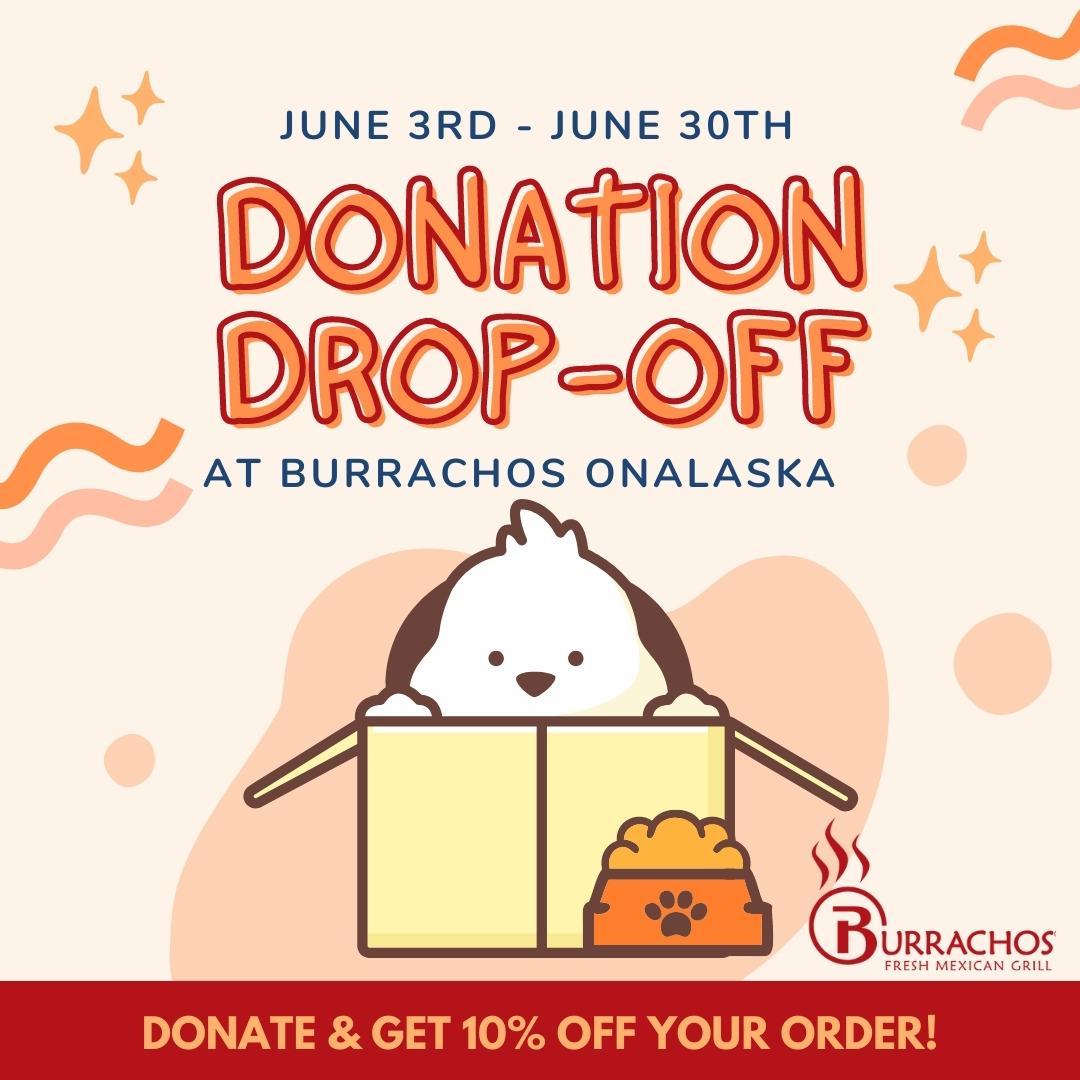 JUNE 3RD - JUNE 30TH
DONATION
DROP-OFF
AT BURRACHOS ONALASKA
BURRACHOS
FRESH MEXICAN GRILL
DONATE & GET 10% OFF YOUR ORDER!